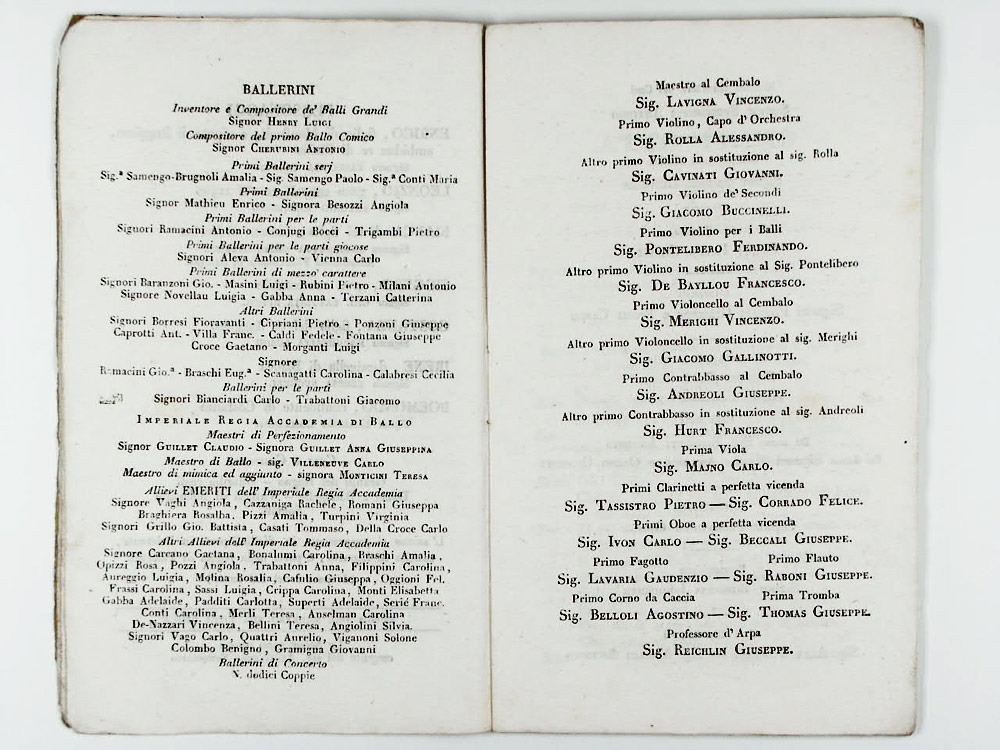 BALLERINI
Inventore e Compositore de' Balli Grandi
Signor HENRY LUIGI
Compositore del primo Ballo Comico
Signor CHERUBINI ANTONIO
Primi Ballerini serj
Sig.ª Samengo-Brugnoli Amalia - Sig. Samengo Paolo - Sig.ª Conti Maria
Primi Ballerini
Signor Mathieu Enrico - Signora Besozzi Angiola
Primi Ballerini per le parti
Signori Ramacini Antonio - Conjugi Bocci - Trigambi Pietro
Primi Ballerini per le parti giocose
Signori Aleva Antonio - Vienna Carlo
Primi Ballerini di mezzo carattere
Signori Baranzoni Gio. - Masini Luigi - Rubini Pietro - Milani Antonio
Signore Novellau Luigia - Gabba Anna - Terzani Catterina
Altri Ballerini
Signori Borresi Fioravanti - Cipriani Pietro - Ponzoni Giuseppe
Caprotti Ant. - Villa Franc. - Caldi Fedele - Fontana Giuseppe
Croce Gaetano - Morganti Luigi
Signore
Ramacini Gio.ª - Braschi Eug.ª - Scanagatti Carolina - Calabresi Cecilia
Ballerini per le parti
Signori Bianciardi Carlo - Trabattoni Giacomo
IMPERIALE REGIA ACCADEMIA DI BALLO
Maestri di Perfezionamento
Signor GUILLET CLAUDIO - Signora GUILLET ANNA GIUSEPPINA
Maestro di Ballo - sig. VILLENEUVE CARLO
Maestro di mimica ed aggiunto - signora MONTICINI TERESA
Allievi EMERITI dell' Imperiale Regia Accademia
Signore Vaghi Angiola, Cazzaniga Rachele, Romani Giuseppa
Braghiera Rosalba. Pizzi Amalia, Turpini Virginia
Signori Grillo Gio. Battista, Casati Tommaso, Della Croce Carlo
Altri Allievi dell' Imperiale Regia Accademia
Signore Carcano Gaetana, Bonalumi Carolina, Braschi Amalia,
Opizzi Rosa, Pozzi Angiola, Trabattoni Anna, Filippini Carolina,
Aureggio Luigia, Molina Rosalia, Cafulio Giuseppa, Oggioni Fel.
Frassi Carolina, Sassi Luigia, Crippa Carolina, Monti Elisabetta
Gabba Adelaide, Padditi Carlotta, Superti Adelaide, Serié Franc.
Conti Carolina, Merli Teresa, Anselman Carolina
De-Nazzari Vincenza, Bellini Teresa, Angiolini Silvia.
Signori Vago Carlo, Quattri Aurelio, Viganoni Solone
Colombo Benigno, Gramigna Giovanni
Ballerini di Concerto
N. dodici Coppie
Maestro al Cembalo
Sig. LAVIGNA VINCENZO.
Primo Violino, Capo d' Orchestra
Sig. ROLLA ALESSANDRO.
Altro primo Violino in sostituzione al sig. Rolla
Sig. CAVINATI GIOVANNI.
Primo Violino de' Secondi
Sig. GIACOMO BUCCINELLI.
Primo Violino per i Balli
Sig. PONTELIBERO FERDINANDO.
Altro primo Violino in sostituzione al Sig. Pontelibero
Sig. DE BAYLLOU FRANCESCO.
Primo Violoncello al Cembalo
Sig. MERIGHI VINCENZO.
Altro primo Violoncello in sostituzione al sig. Merighi
Sig. GIACOMO GALLINOTTI.
Primo Contrabbasso al Cembalo
Sig. ANDREOLI GIUSEPPE.
Altro primo Contrabbasso in sostituzione al sig. Andreoli
Sig. HURT FRANCESCO.
Prima Viola
Sig. MAJNO CARLO.
Primi Clarinetti a perfetta vicenda
Sig. TASSISTRO PIETRO — Sig. CORRADO FELICE.
Primi Oboe a perfetta vicenda
Sig. IVON CARLO — Sig. BECCALI GIUSEPPE.
Primo Fagotto Primo Flauto
Sig. LAVARIA GAUDENZIO — Sig. RABONI GIUSEPPE.
Primo Corno da Caccia Prima Tromba
Sig. BELLOLI AGOSTINO — Sig. THOMAS GIUSEPPE.
Professore d' Arpa
Sig. REICHLIN GIUSEPPE.